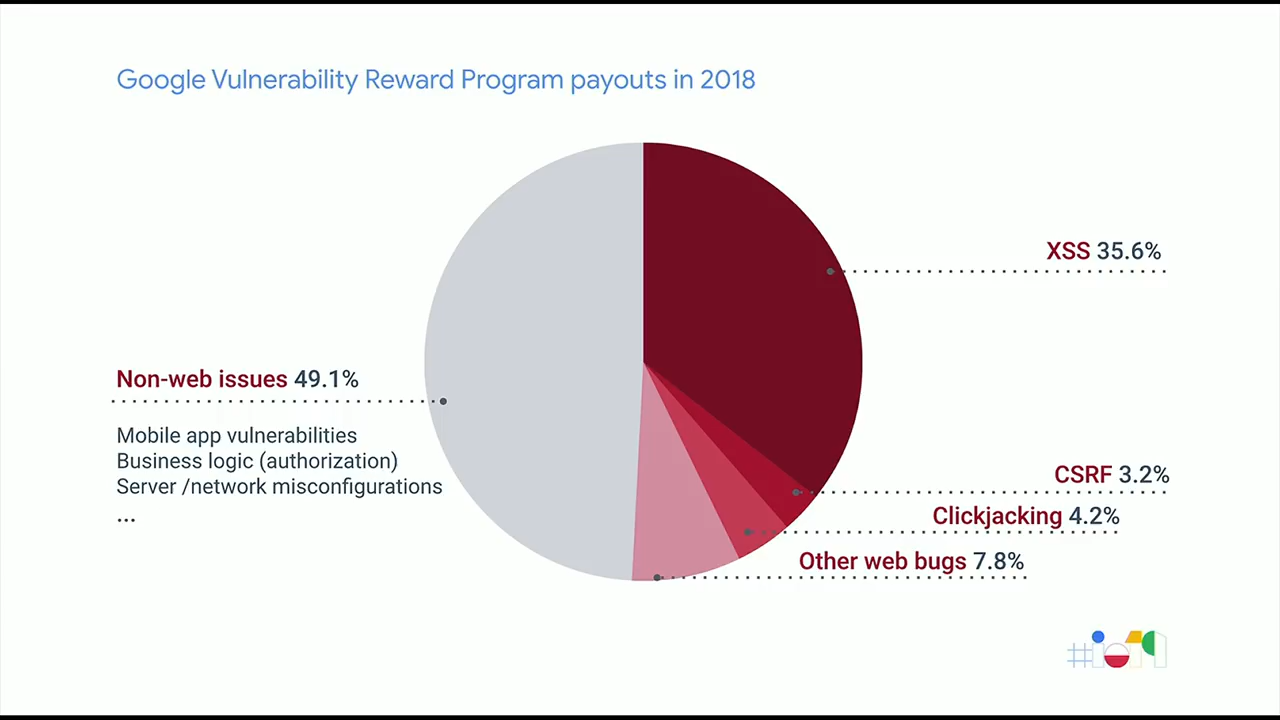 Google Vulnerability Reward Program payouts in 2018
XSS 35.6%
Non-web issues 49.1%
Mobile app vulnerabilities
Business logic (authorization)
Server /network misconfigurations
...
CSRF 3.2%
Clickjacking 4.2%
Other web bugs 7.8%
#io19